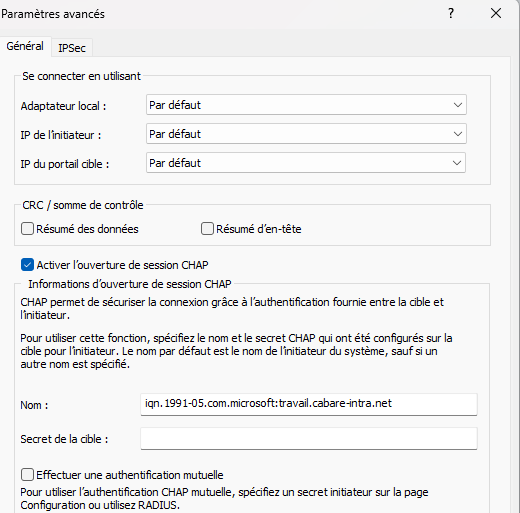 Paramètres avancés
?
Général
IPSec
Se connecter en utilisant
Adaptateur local :
Par défaut
IP de l'initiateur :
Par défaut
IP du portail cible :
Par défaut
CRC / somme de contrôle
Résumé des données
Résumé d'en-tête
Activer l'ouverture de session CHAP
Informations d'ouverture de session CHAP
CHAP permet de sécuriser la connexion grâce à l'authentification fournie entre la cible et
l'initiateur.
Pour utiliser cette fonction, spécifiez le nom et le secret CHAP qui ont été configurés sur la
cible pour l'initiateur. Le nom par défaut est le nom de l'initiateur du système, sauf si un
autre nom est spécifié.
Nom :
iqn.1991-05.com.microsoft:travail.cabare-intra.net
Secret de la cible :
Effectuer une authentification mutuelle
Pour utiliser l'authentification CHAP mutuelle, spécifiez un secret initiateur sur la page
Configuration ou utilisez RADIUS.